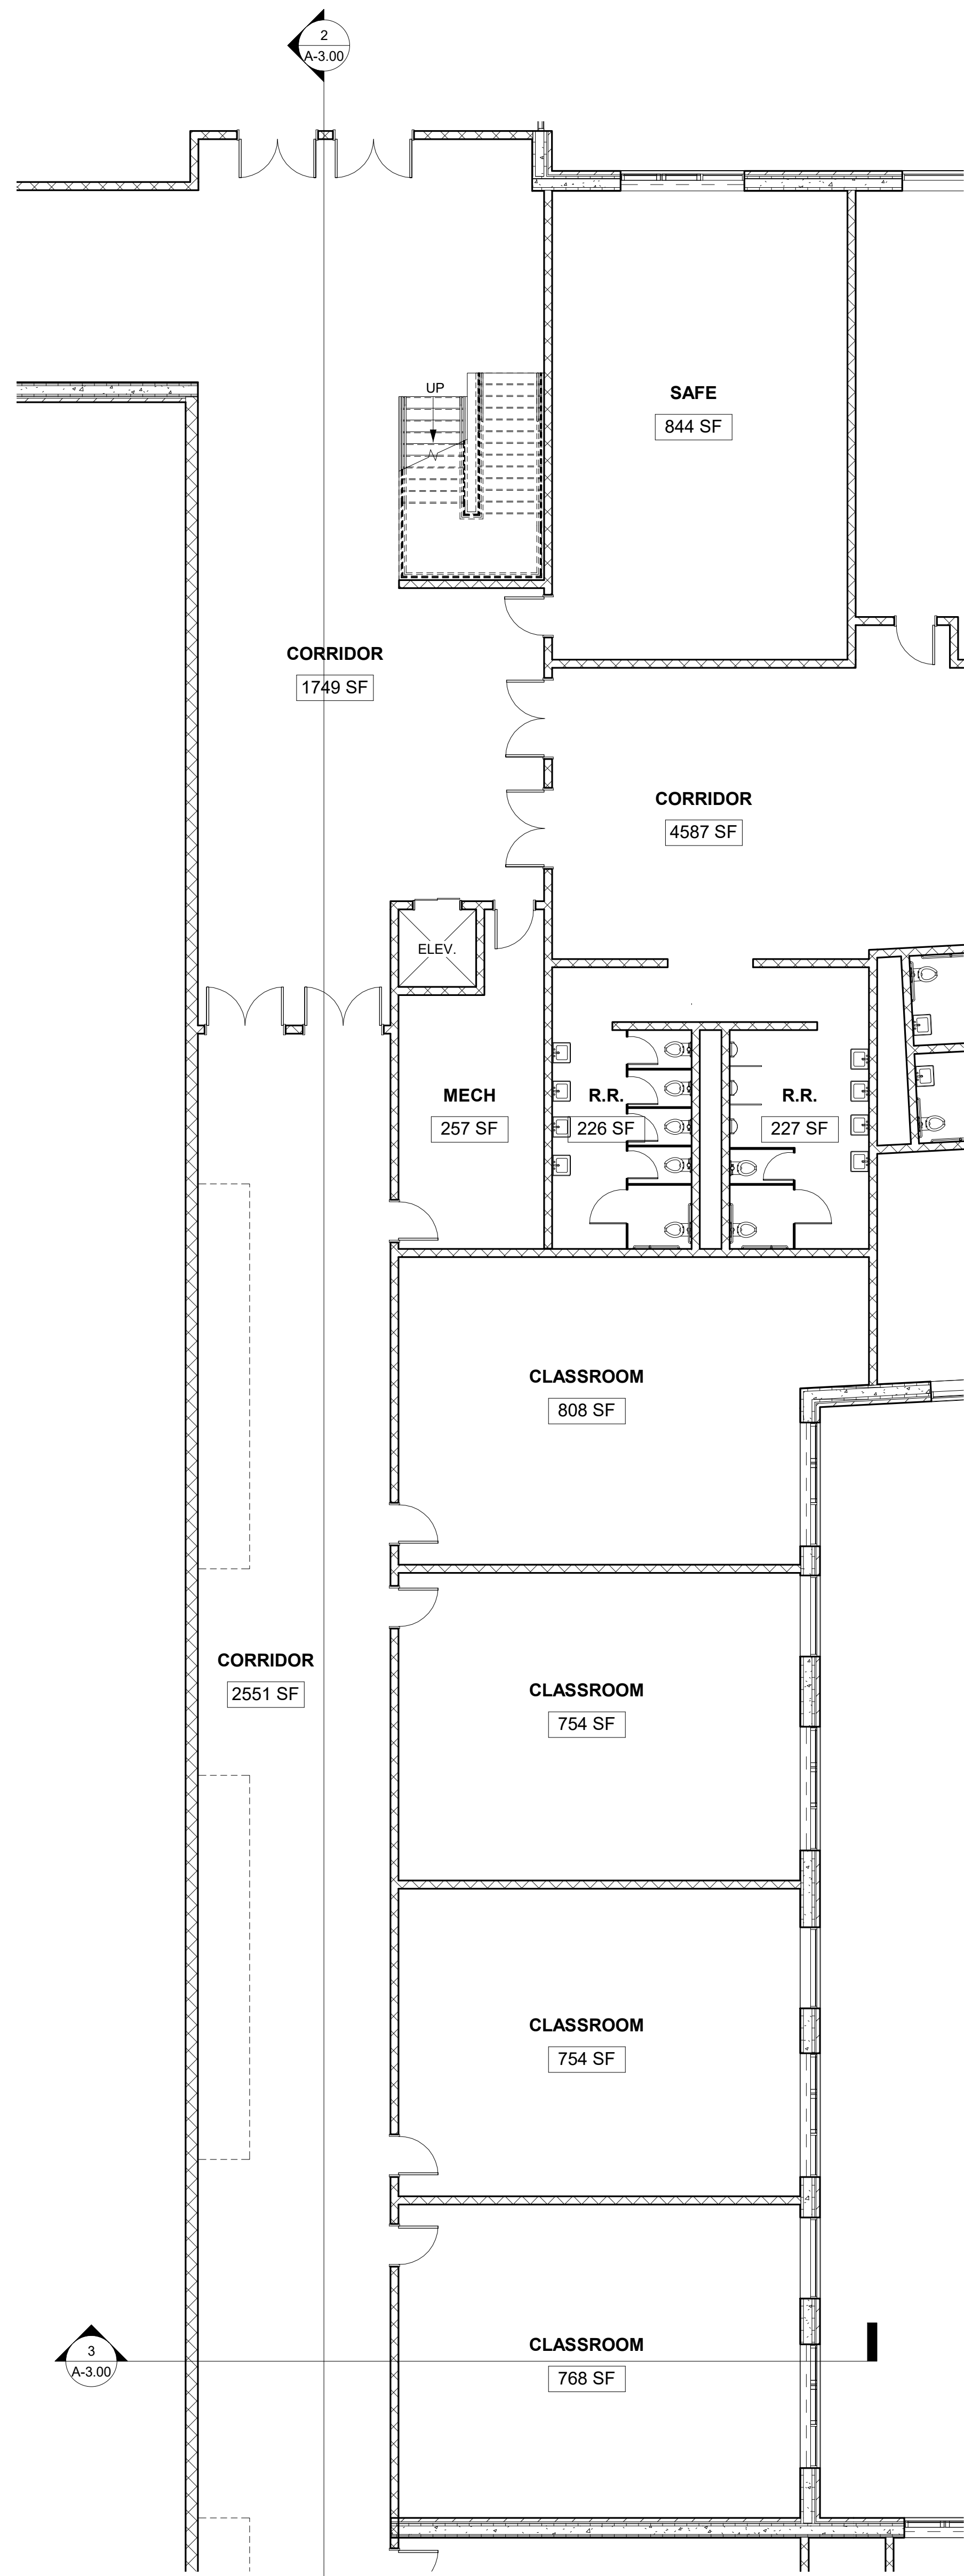 2
A-3.00
UP
SAFE
844 SF
CORRIDOR
1749 SF
CORRIDOR
4587 SF
ELEV.
MECH
257 SF
R.R.
226 SF
R.R.
227 SF
CLASSROOM
808 SF
CORRIDOR
2551 SF
CLASSROOM
754 SF
CLASSROOM
754 SF
CLASSROOM
768 SF
3
A-3.00